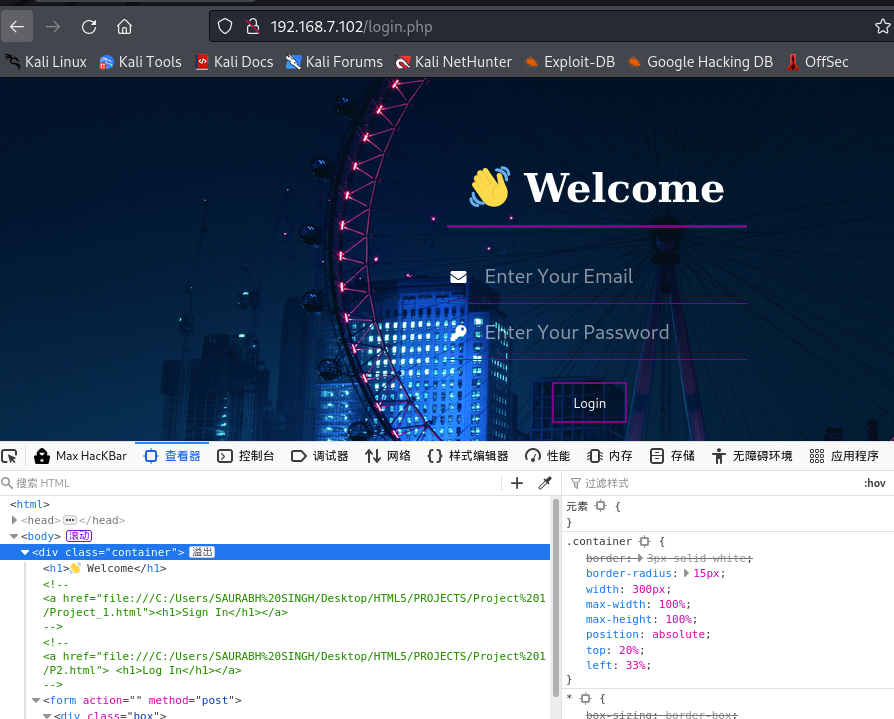 192.168.7.102/login.php
Kali Linux Kali Tools Kali Docs Kali Forums Kali NetHunter Exploit-DB Google Hacking DB OffSec
👋 Welcome
Enter Your Email
Enter Your Password
Login
Max HacKBar 查看器 控制台 调试器 网络 样式编辑器 性能 内存 存储 无障碍环境 应用程序
搜索 HTML
过滤样式
:hov
<html>
<head> ••• </head>
<body> 滚动
<div class="container"> 溢出
<h1>👋 Welcome</h1>
<!--
<a href="file:///C:/Users/SAURABH%20SINGH/Desktop/HTML5/PROJECTS/Project%201
/Project_1.html"><h1>Sign In</h1></a>
-->
<!--
<a href="file:///C:/Users/SAURABH%20SINGH/Desktop/HTML5/PROJECTS/Project%201
/P2.html"> <h1>Log In</h1></a>
-->
<form action="" method="post">
<div class="box">
元素 {
}
.container {
border: 3px solid white;
border-radius: 15px;
width: 300px;
max-width: 100%;
max-height: 100%;
position: absolute;
top: 20%;
left: 33%;
}
* {
box-sizing: border-box;